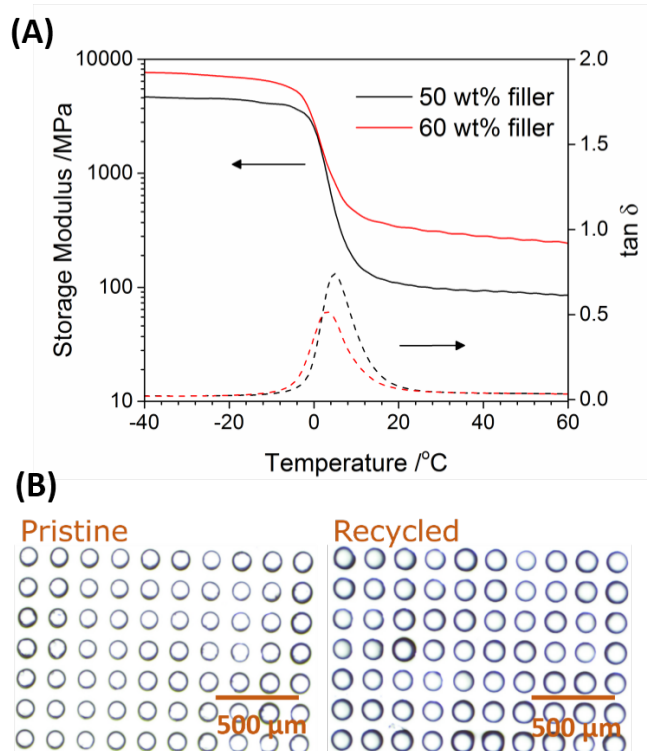 (A)
10000
1000
100
10
Storage Modulus /MPa
50 wt% filler
60 wt% filler
2.0
1.5
1.0
0.5
0.0
tan δ
-40 -20 0 20 40 60
Temperature /°C
(B)
Pristine
Recycled
500 μm
500 μm